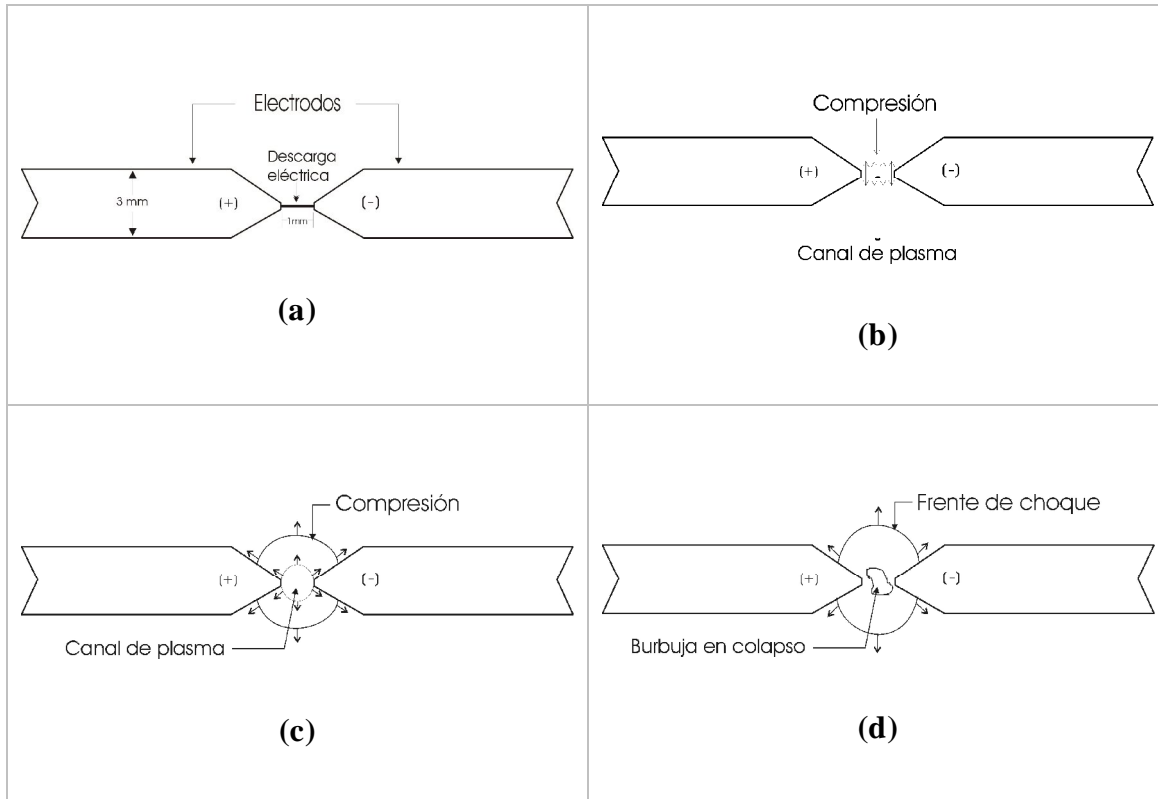 Electrodos
Descarga
eléctrica
3 mm
(+)
(-)
1mm
(a)
Compresión
(+)
(-)
Canal de plasma
(b)
Compresión
(+)
(-)
Canal de plasma
(c)
Frente de choque
(+)
(-)
Burbuja en colapso
(d)